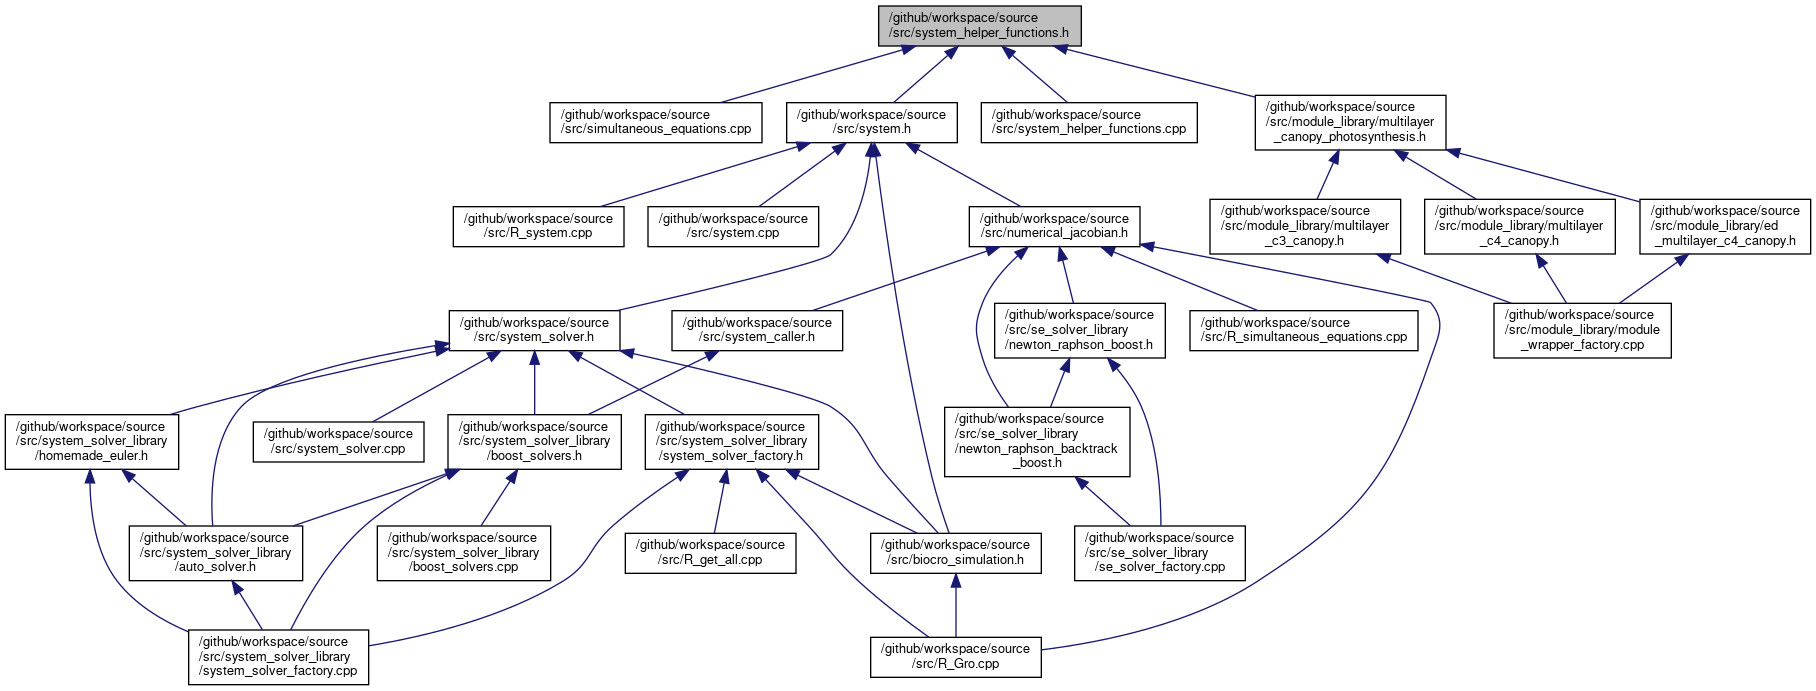 /github/workspace/source
/src/system_helper_functions.h
/github/workspace/source
/src/simultaneous_equations.cpp
/github/workspace/source
/src/system.h
/github/workspace/source
/src/system_helper_functions.cpp
/github/workspace/source
/src/module_library/multilayer
_canopy_photosynthesis.h
/github/workspace/source
/src/R_system.cpp
/github/workspace/source
/src/system.cpp
/github/workspace/source
/src/numerical_jacobian.h
/github/workspace/source
/src/module_library/multilayer
_c3_canopy.h
/github/workspace/source
/src/module_library/multilayer
_c4_canopy.h
/github/workspace/source
/src/module_library/ed
_multilayer_c4_canopy.h
/github/workspace/source
/src/system_solver.h
/github/workspace/source
/src/system_caller.h
/github/workspace/source
/src/se_solver_library
/newton_raphson_boost.h
/github/workspace/source
/src/R_simultaneous_equations.cpp
/github/workspace/source
/src/module_library/module
_wrapper_factory.cpp
/github/workspace/source
/src/system_solver_library
/homemade_euler.h
/github/workspace/source
/src/system_solver.cpp
/github/workspace/source
/src/system_solver_library
/boost_solvers.h
/github/workspace/source
/src/system_solver_library
/system_solver_factory.h
/github/workspace/source
/src/se_solver_library
/newton_raphson_backtrack
_boost.h
/github/workspace/source
/src/system_solver_library
/auto_solver.h
/github/workspace/source
/src/system_solver_library
/boost_solvers.cpp
/github/workspace/source
/src/R_get_all.cpp
/github/workspace/source
/src/biocro_simulation.h
/github/workspace/source
/src/se_solver_library
/se_solver_factory.cpp
/github/workspace/source
/src/system_solver_library
/system_solver_factory.cpp
/github/workspace/source
/src/R_Gro.cpp